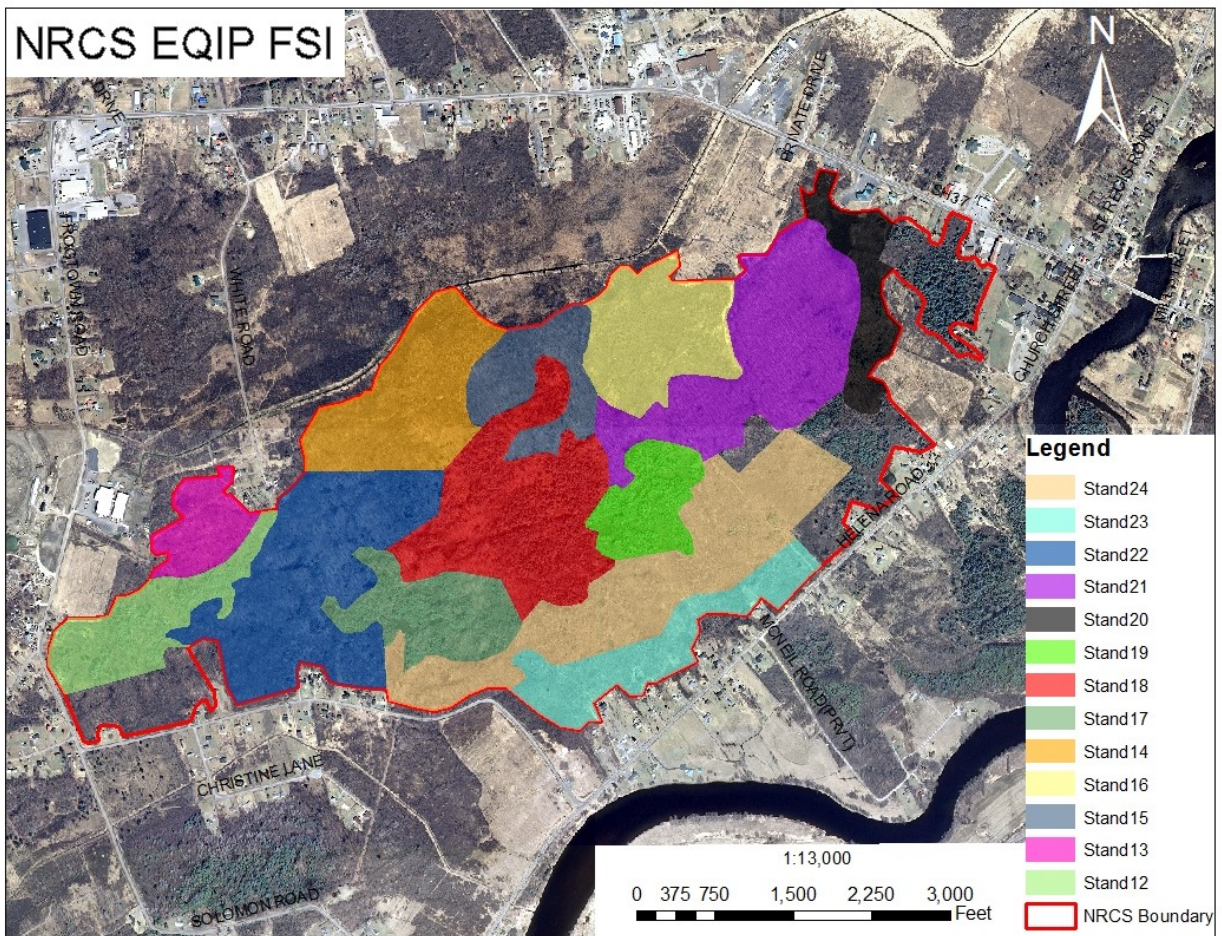 NRCS EQIP FSI
N
DRIVE
PRIVATE DRIVE
ST REGIS ROAD
CH37
FROGTOWN ROAD
WHITE ROAD
CHURCH STREET
HELENA ROAD
MCNEIL ROAD(PRVT)
CHRISTINE LANE
SOLOMON ROAD
Legend
Stand24
Stand23
Stand22
Stand21
Stand20
Stand19
Stand18
Stand17
Stand14
Stand16
Stand15
Stand13
Stand12
NRCS Boundary
1:13,000
0 375 750 1,500 2,250 3,000
Feet